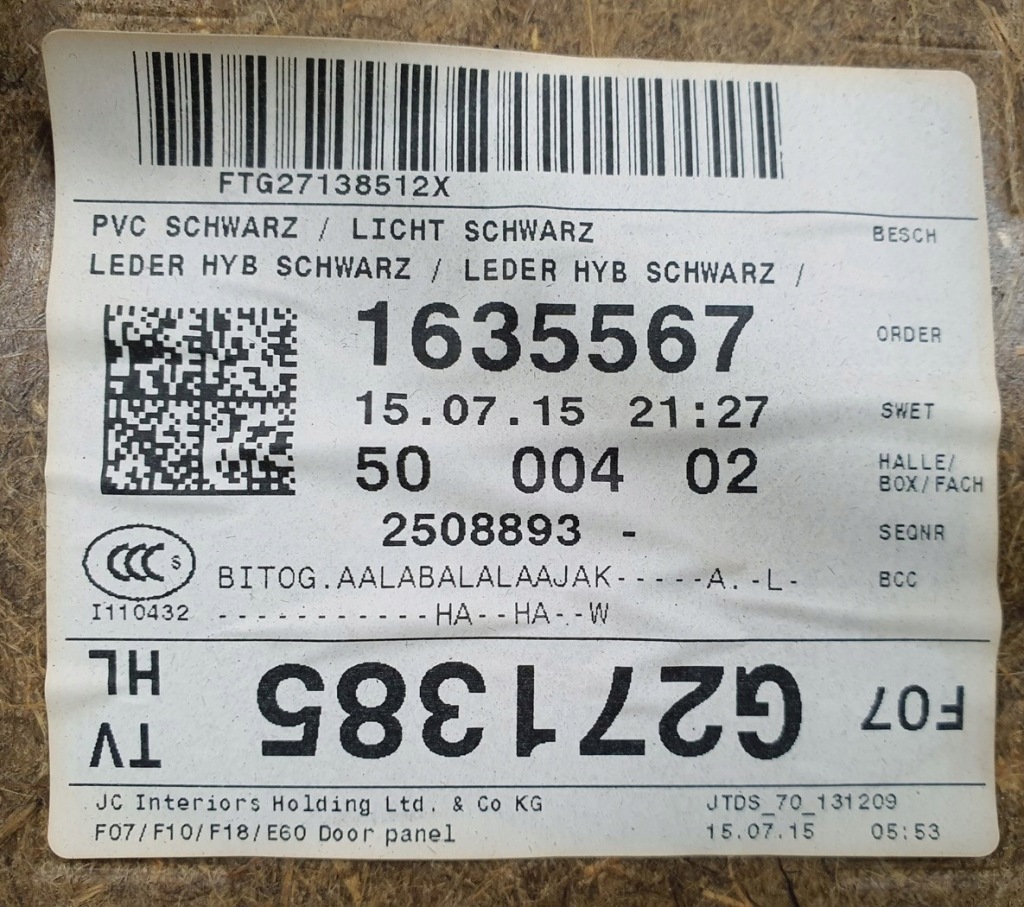 FTG27138512X
PVC SCHWARZ / LICHT SCHWARZ BESCH
LEDER HYB SCHWARZ / LEDER HYB SCHWARZ /
1635567 ORDER
15.07.15 21:27 SWET
50 004 02 HALLE/
BOX/FACH
2508893 - SEQNR
CCC S
I110432
BITOG.AALABALALAAJAK-----A.-L- BCC
-----------HA--HA--W
F07 G271385 TV
HL
JC Interiors Holding Ltd. & Co KG JTDS_70_131209
F07/F10/F18/E60 Door panel 15.07.15 05:53